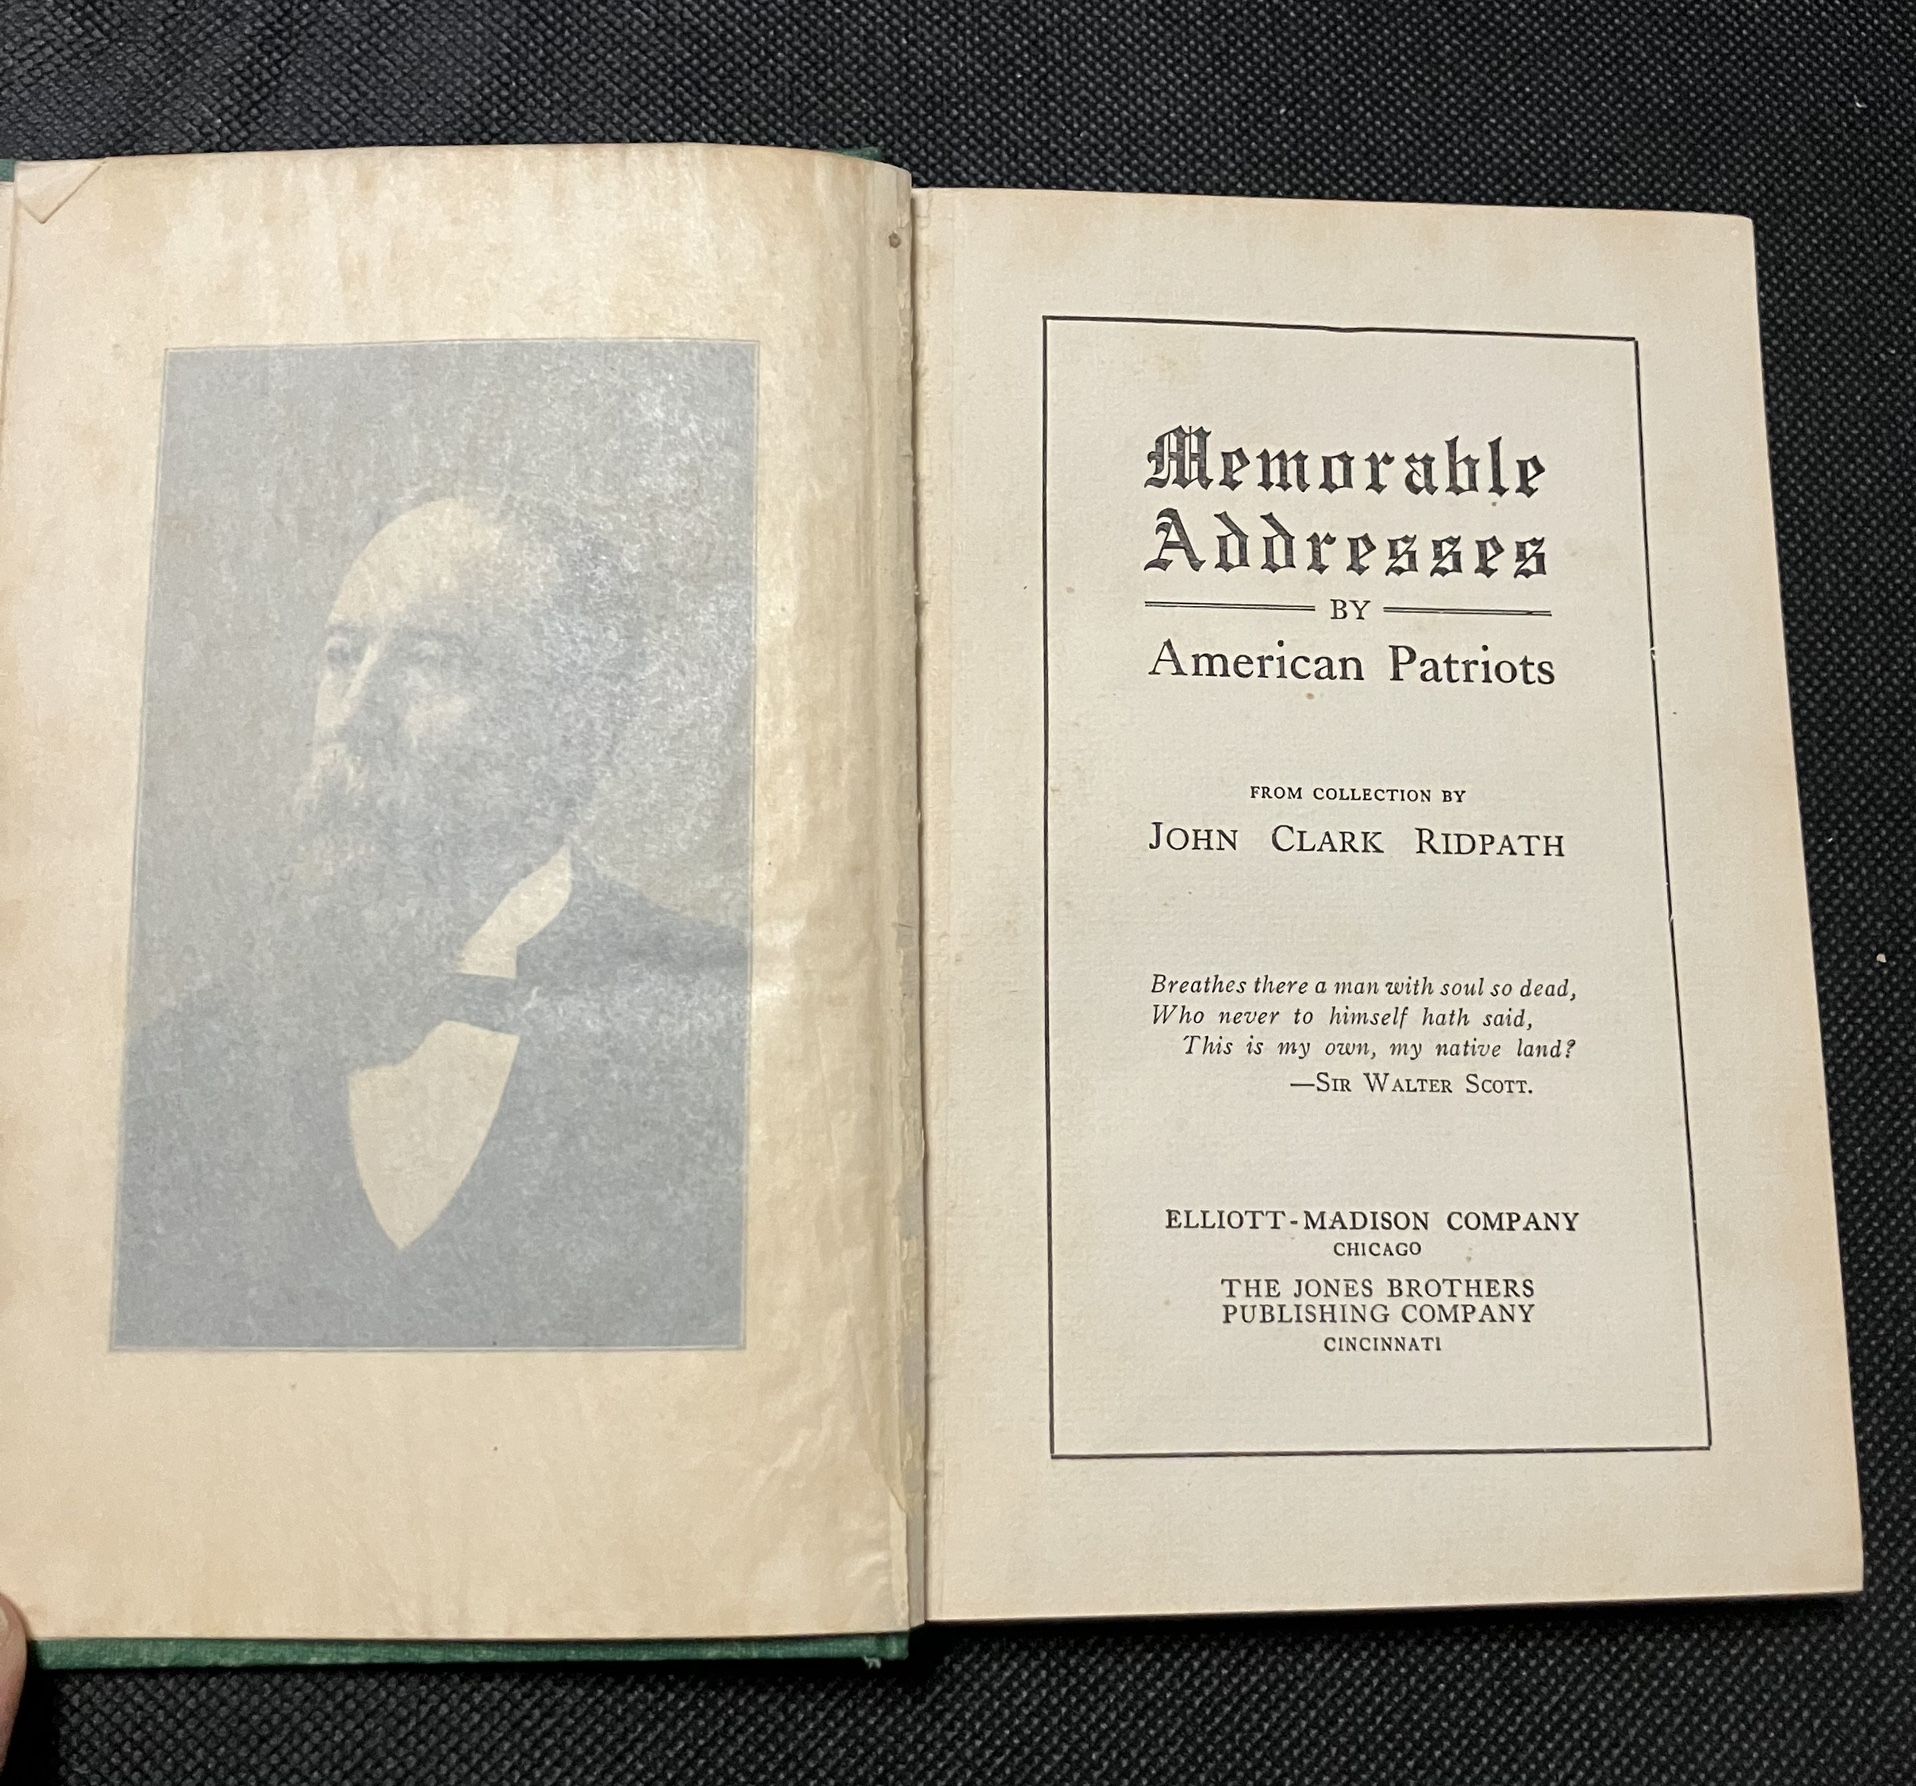 Memorable
Addresses
BY
American Patriots
FROM COLLECTION BY
JOHN CLARK RIDPATH
Breathes there a man with soul so dead,
Who never to himself hath said,
This is my own, my native land?
—SIR WALTER SCOTT.
ELLIOTT-MADISON COMPANY
CHICAGO
THE JONES BROTHERS
PUBLISHING COMPANY
CINCINNATI